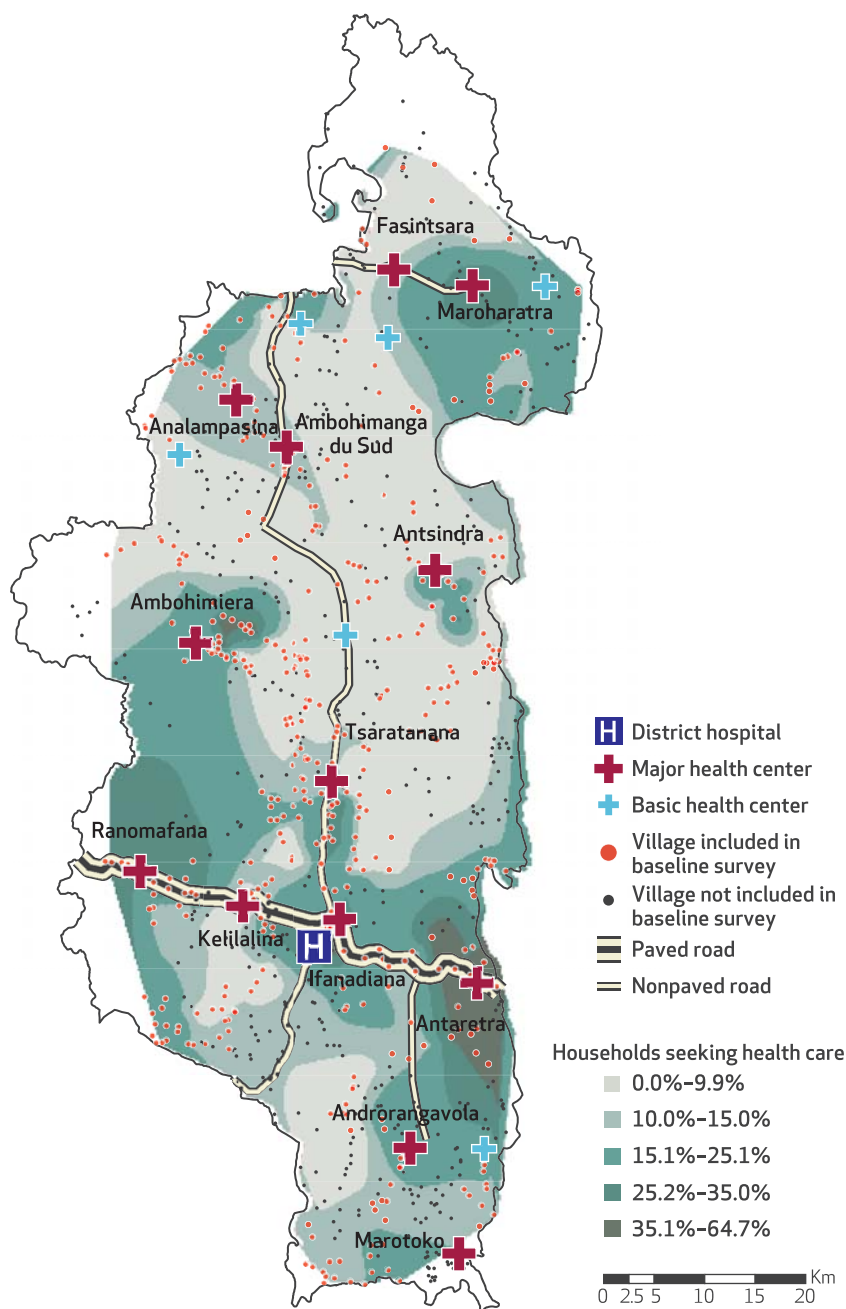 Fasintsara
Maroharatra
Analampasina
Ambohimanga
du Sud
Antsindra
Ambohimiera
Tsaratanana
Ranomafana
Kelilalina
H
Ifanadiana
Antaretra
Androrangavola
Marotoko
H District hospital
Major health center
Basic health center
Village included in
baseline survey
Village not included in
baseline survey
Paved road
Nonpaved road
Households seeking health care
0.0%–9.9%
10.0%–15.0%
15.1%–25.1%
25.2%–35.0%
35.1%–64.7%
Km
0 2.5 5 10 15 20